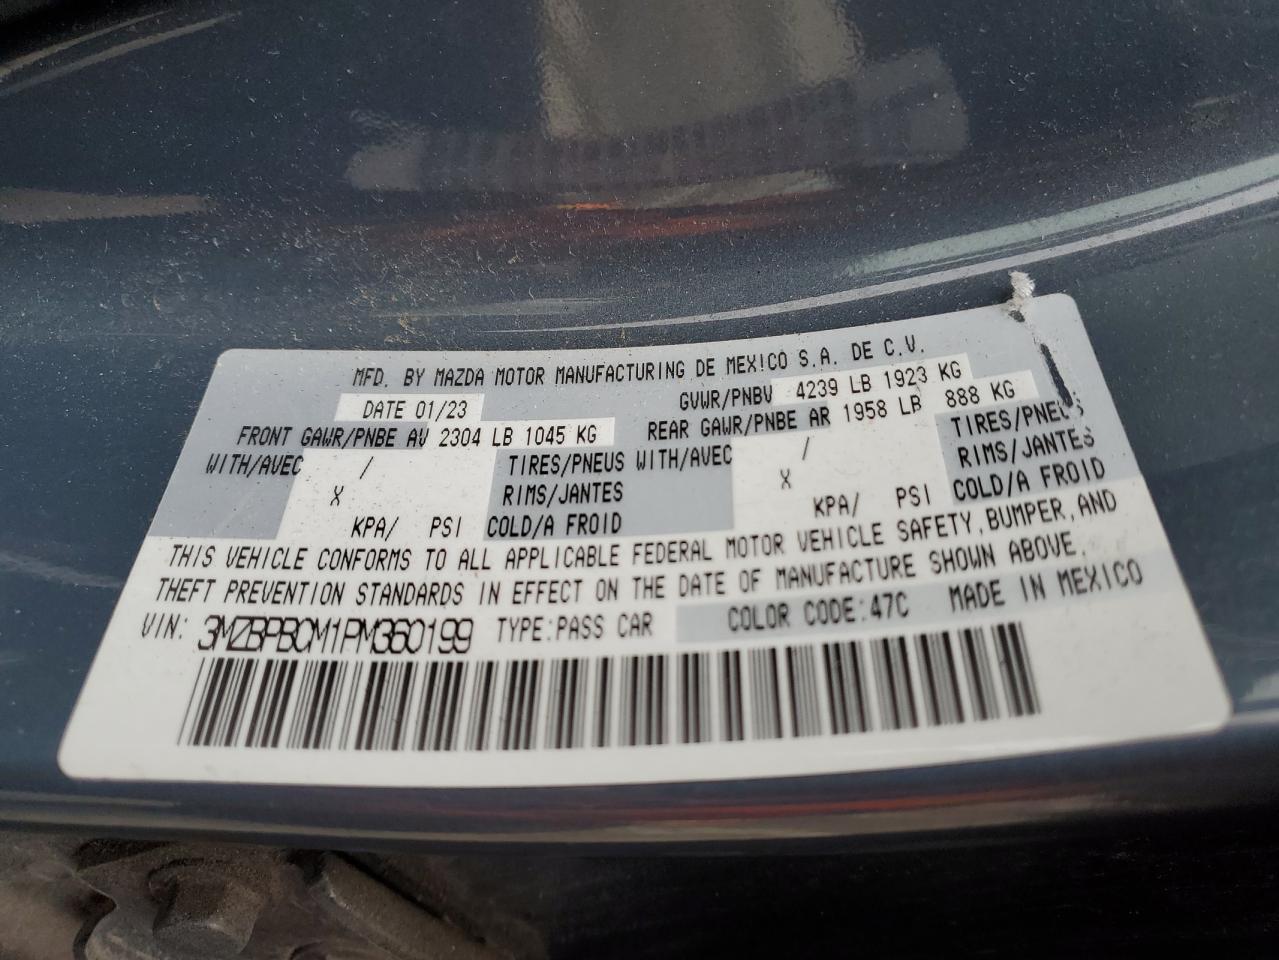 MFD. BY MAZDA MOTOR MANUFACTURING DE MEXICO S.A. DE C.V.
DATE 01/23 GVWR/PNBV 4239 LB 1923 KG
FRONT GAWR/PNBE AV 2304 LB 1045 KG REAR GAWR/PNBE AR 1958 LB 888 KG
WITH/AVEC / TIRES/PNEUS WITH/AVEC / TIRES/PNEUS
X RIMS/JANTES X RIMS/JANTES
KPA/ PSI COLD/A FROID KPA/ PSI COLD/A FROID
THIS VEHICLE CONFORMS TO ALL APPLICABLE FEDERAL MOTOR VEHICLE SAFETY, BUMPER, AND
THEFT PREVENTION STANDARDS IN EFFECT ON THE DATE OF MANUFACTURE SHOWN ABOVE.
VIN: 3MZBPBCM1PM360199 TYPE:PASS CAR COLOR CODE:47C MADE IN MEXICO